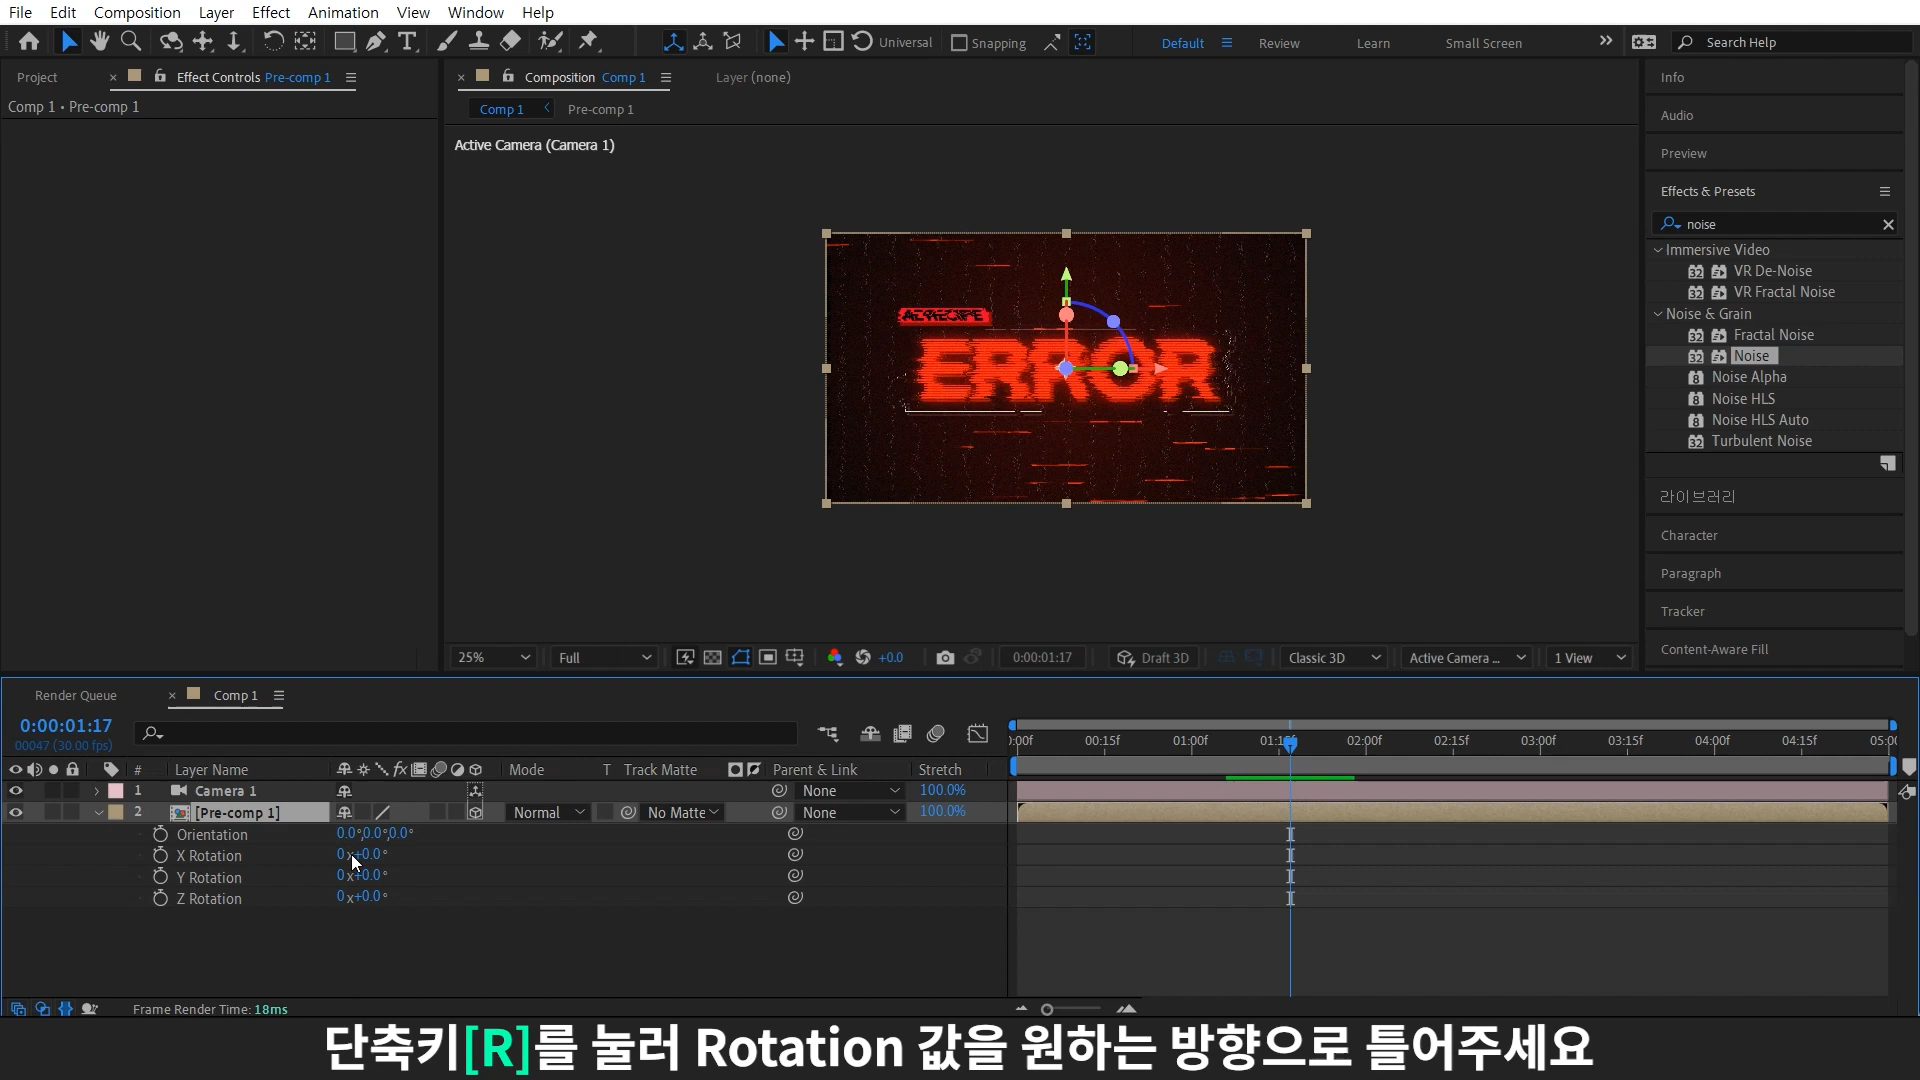 File Edit Composition Layer Effect Animation View Window Help
Universal Snapping Default Review Learn Small Screen Search Help
Project Effect Controls Pre-comp 1
Comp 1 • Pre-comp 1
Composition Comp 1 Layer (none)
Comp 1 Pre-comp 1
Active Camera (Camera 1)
ERROR
25% Full +0.0 0:00:01:17 Draft 3D Classic 3D Active Camera ... 1 View
Info
Audio
Preview
Effects & Presets
noise
Immersive Video
32 VR De-Noise
32 VR Fractal Noise
Noise & Grain
32 Fractal Noise
32 Noise
8 Noise Alpha
8 Noise HLS
8 Noise HLS Auto
32 Turbulent Noise
라이브러리
Character
Paragraph
Tracker
Content-Aware Fill
Render Queue Comp 1
0:00:01:17
00047 (30.00 fps)
# Layer Name fx Mode T Track Matte Parent & Link Stretch
1 Camera 1 None 100.0%
2 [Pre-comp 1] Normal No Matte None 100.0%
Orientation 0.0°,0.0°,0.0°
X Rotation 0x+0.0°
Y Rotation 0x+0.0°
Z Rotation 0x+0.0°
:00f 00:15f 01:00f 01:15f 02:00f 02:15f 03:00f 03:15f 04:00f 04:15f 05:00
Frame Render Time: 18ms
단축키[R]를 눌러 Rotation 값을 원하는 방향으로 틀어주세요